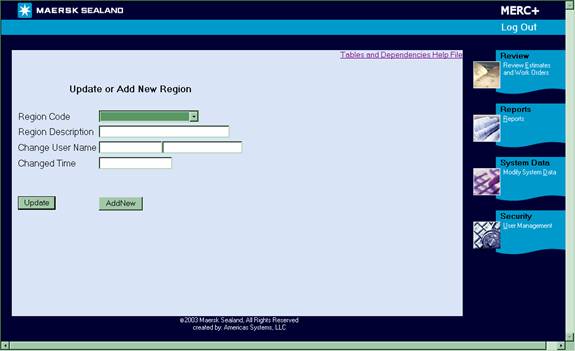 MAERSK SEALAND
MERC+
Log Out
Tables and Dependencies Help File
Update or Add New Region
Region Code
Region Description
Change User Name
Changed Time
Update
AddNew
Review
Review Estimates
and Work Orders
Reports
Reports
System Data
Modify System Data
Security
User Management
©2003 Maersk Sealand, All Rights Reserved
created by: Americas Systems, LLC